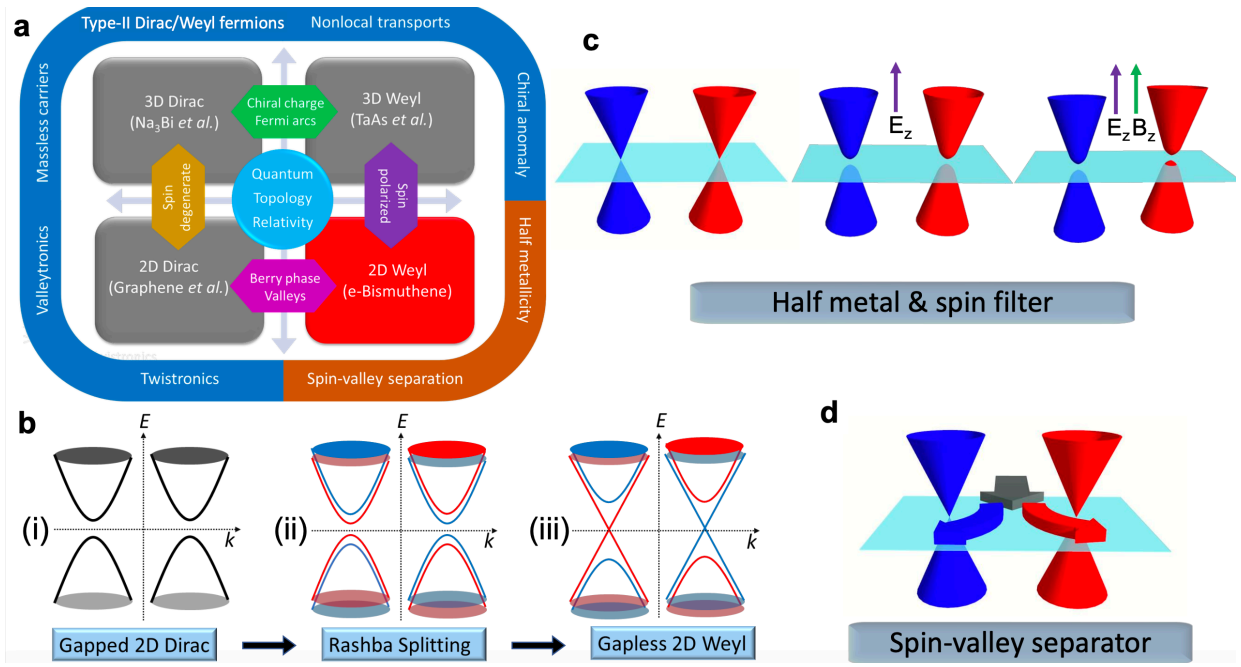 a
Type-II Dirac/Weyl fermions
Nonlocal transports
Massless carriers
Valleytronics
Chiral anomaly
Half metallicity
Twistronics
Spin-valley separation
3D Dirac
(Na₃Bi et al.)
Chiral charge
Fermi arcs
3D Weyl
(TaAs et al.)
Spin
degenerate
Quantum
Topology
Relativity
Spin
polarized
2D Dirac
(Graphene et al.)
Berry phase
Valleys
2D Weyl
(e-Bismuthene)
b
(i)
E
k
Gapped 2D Dirac
(ii)
E
k
Rashba Splitting
(iii)
E
k
Gapless 2D Weyl
c
E_z
E_z B_z
Half metal & spin filter
d
Spin-valley separator